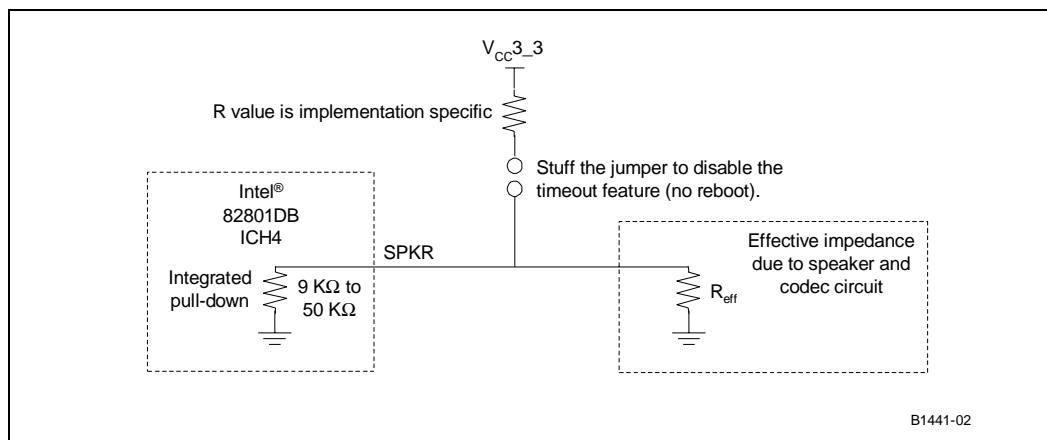 VCC3_3
R value is implementation specific
Stuff the jumper to disable the
timeout feature (no reboot).
Intel®
82801DB
ICH4
SPKR
Integrated
pull-down
9 KΩ to
50 KΩ
Effective impedance
due to speaker and
codec circuit
Reff
B1441-02